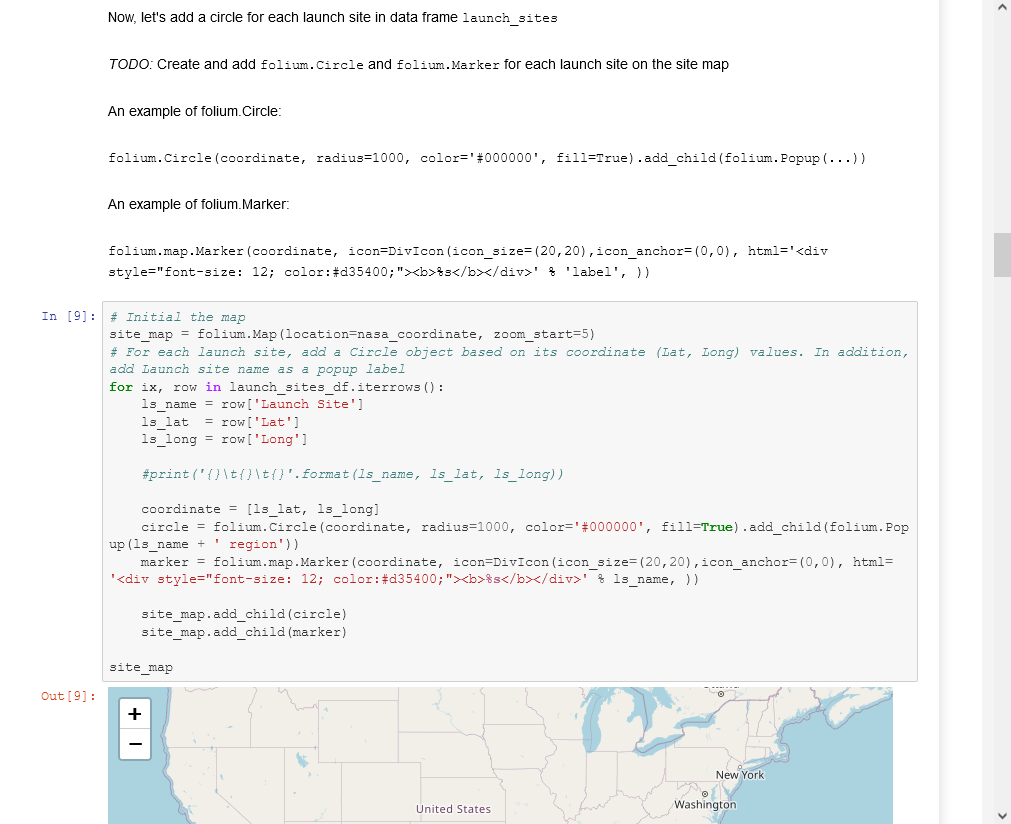 Now, let's add a circle for each launch site in data frame launch_sites
TODO: Create and add folium.Circle and folium.Marker for each launch site on the site map
An example of folium.Circle:
folium.Circle(coordinate, radius=1000, color='#000000', fill=True).add_child(folium.Popup(...))
An example of folium.Marker:
folium.map.Marker(coordinate, icon=DivIcon(icon_size=(20,20),icon_anchor=(0,0), html='<div
style="font-size: 12; color:#d35400;"><b>%s</b></div>' % 'label', ))
In [9]:
# Initial the map
site_map = folium.Map(location=nasa_coordinate, zoom_start=5)
# For each launch site, add a Circle object based on its coordinate (Lat, Long) values. In addition,
add Launch site name as a popup label
for ix, row in launch_sites_df.iterrows():
    ls_name = row['Launch Site']
    ls_lat  = row['Lat']
    ls_long = row['Long']
    #print('{}\t{}\t{}'.format(ls_name, ls_lat, ls_long))
    coordinate = [ls_lat, ls_long]
    circle = folium.Circle(coordinate, radius=1000, color='#000000', fill=True).add_child(folium.Pop
up(ls_name + ' region'))
    marker = folium.map.Marker(coordinate, icon=DivIcon(icon_size=(20,20),icon_anchor=(0,0), html=
'<div style="font-size: 12; color:#d35400;"><b>%s</b></div>' % ls_name, ))
    site_map.add_child(circle)
    site_map.add_child(marker)
site_map
Out[9]:
+
−
New York
Washington
United States